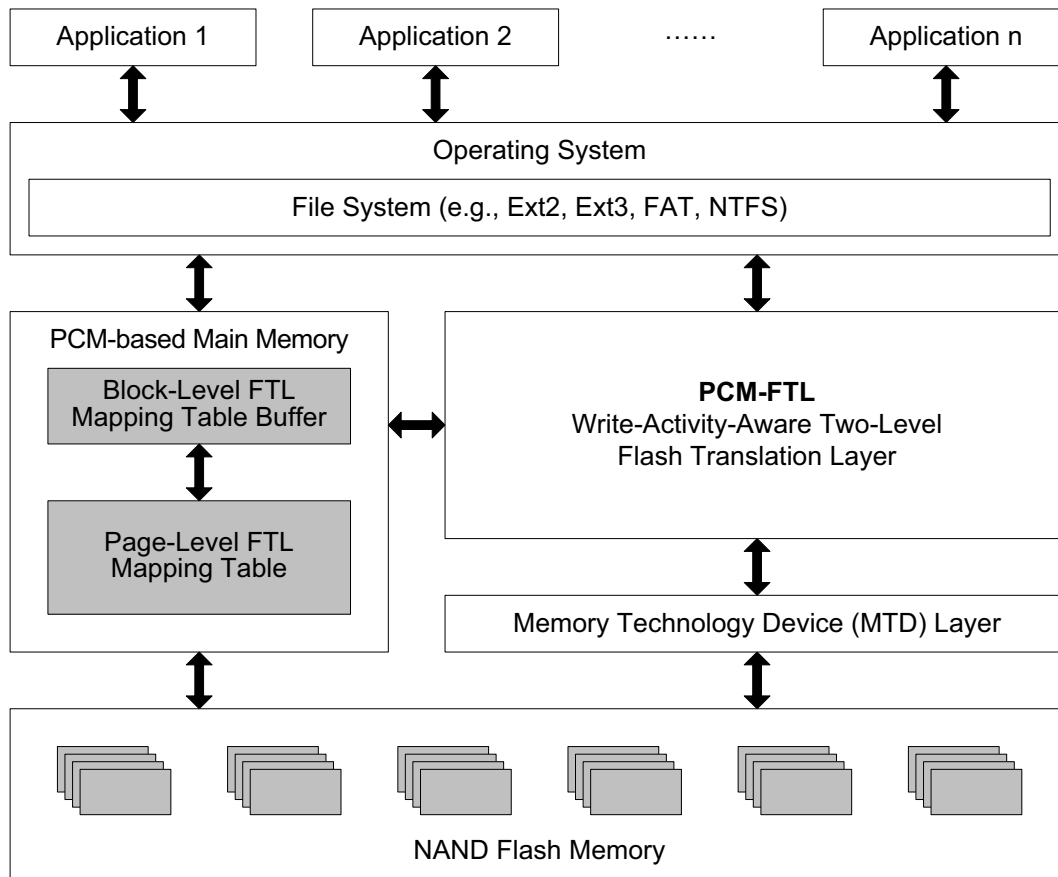 Application 1
Application 2
......
Application n
Operating System
File System (e.g., Ext2, Ext3, FAT, NTFS)
PCM-based Main Memory
Block-Level FTL
Mapping Table Buffer
Page-Level FTL
Mapping Table
PCM-FTL
Write-Activity-Aware Two-Level
Flash Translation Layer
Memory Technology Device (MTD) Layer
NAND Flash Memory